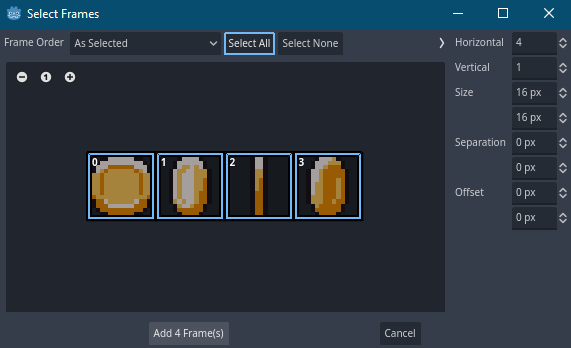 Select Frames
Frame Order As Selected Select All Select None Horizontal 4
Vertical 1
Size 16 px
16 px
Separation 0 px
0 px
Offset 0 px
0 px
1
0 1 2 3
Add 4 Frame(s) Cancel